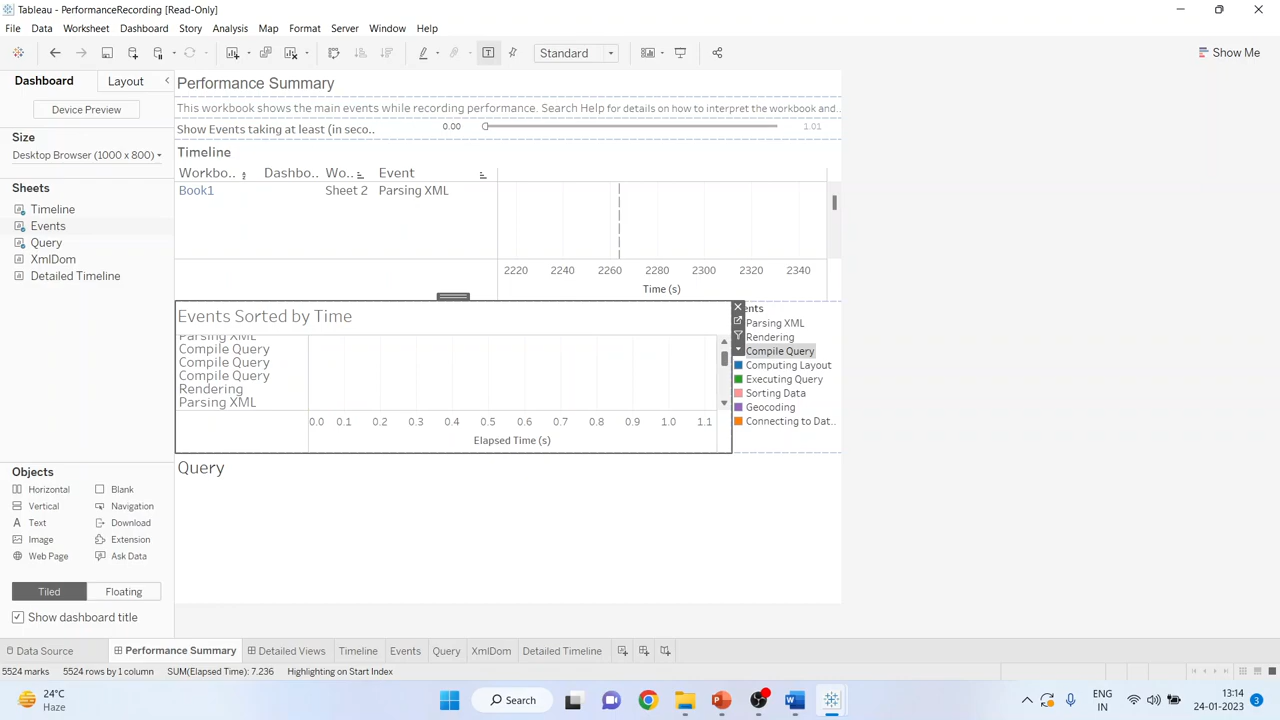 Tableau - PerformanceRecording [Read-Only]
File Data Worksheet Dashboard Story Analysis Map Format Server Window Help
Standard
Show Me
Dashboard Layout
Device Preview
Size
Desktop Browser (1000 x 800)
Sheets
Timeline
Events
Query
XmlDom
Detailed Timeline
Objects
Horizontal Blank
Vertical Navigation
Text Download
Image Extension
Web Page Ask Data
Tiled Floating
Show dashboard title
Performance Summary
This workbook shows the main events while recording performance. Search Help for details on how to interpret the workbook and..
Show Events taking at least (in seco.. 0.00 1.01
Timeline
Workbo.. Dashbo.. Wo.. Event
Book1 Sheet 2 Parsing XML
2220 2240 2260 2280 2300 2320 2340
Time (s)
Events Sorted by Time
Parsing XML
Compile Query
Compile Query
Compile Query
Rendering
Parsing XML
0.0 0.1 0.2 0.3 0.4 0.5 0.6 0.7 0.8 0.9 1.0 1.1
Elapsed Time (s)
ents
Parsing XML
Rendering
Compile Query
Computing Layout
Executing Query
Sorting Data
Geocoding
Connecting to Dat..
Query
Data Source Performance Summary Detailed Views Timeline Events Query XmlDom Detailed Timeline
5524 marks 5524 rows by 1 column SUM(Elapsed Time): 7.236 Highlighting on Start Index
24°C
Haze
Search
ENG
IN
13:14
24-01-2023
3